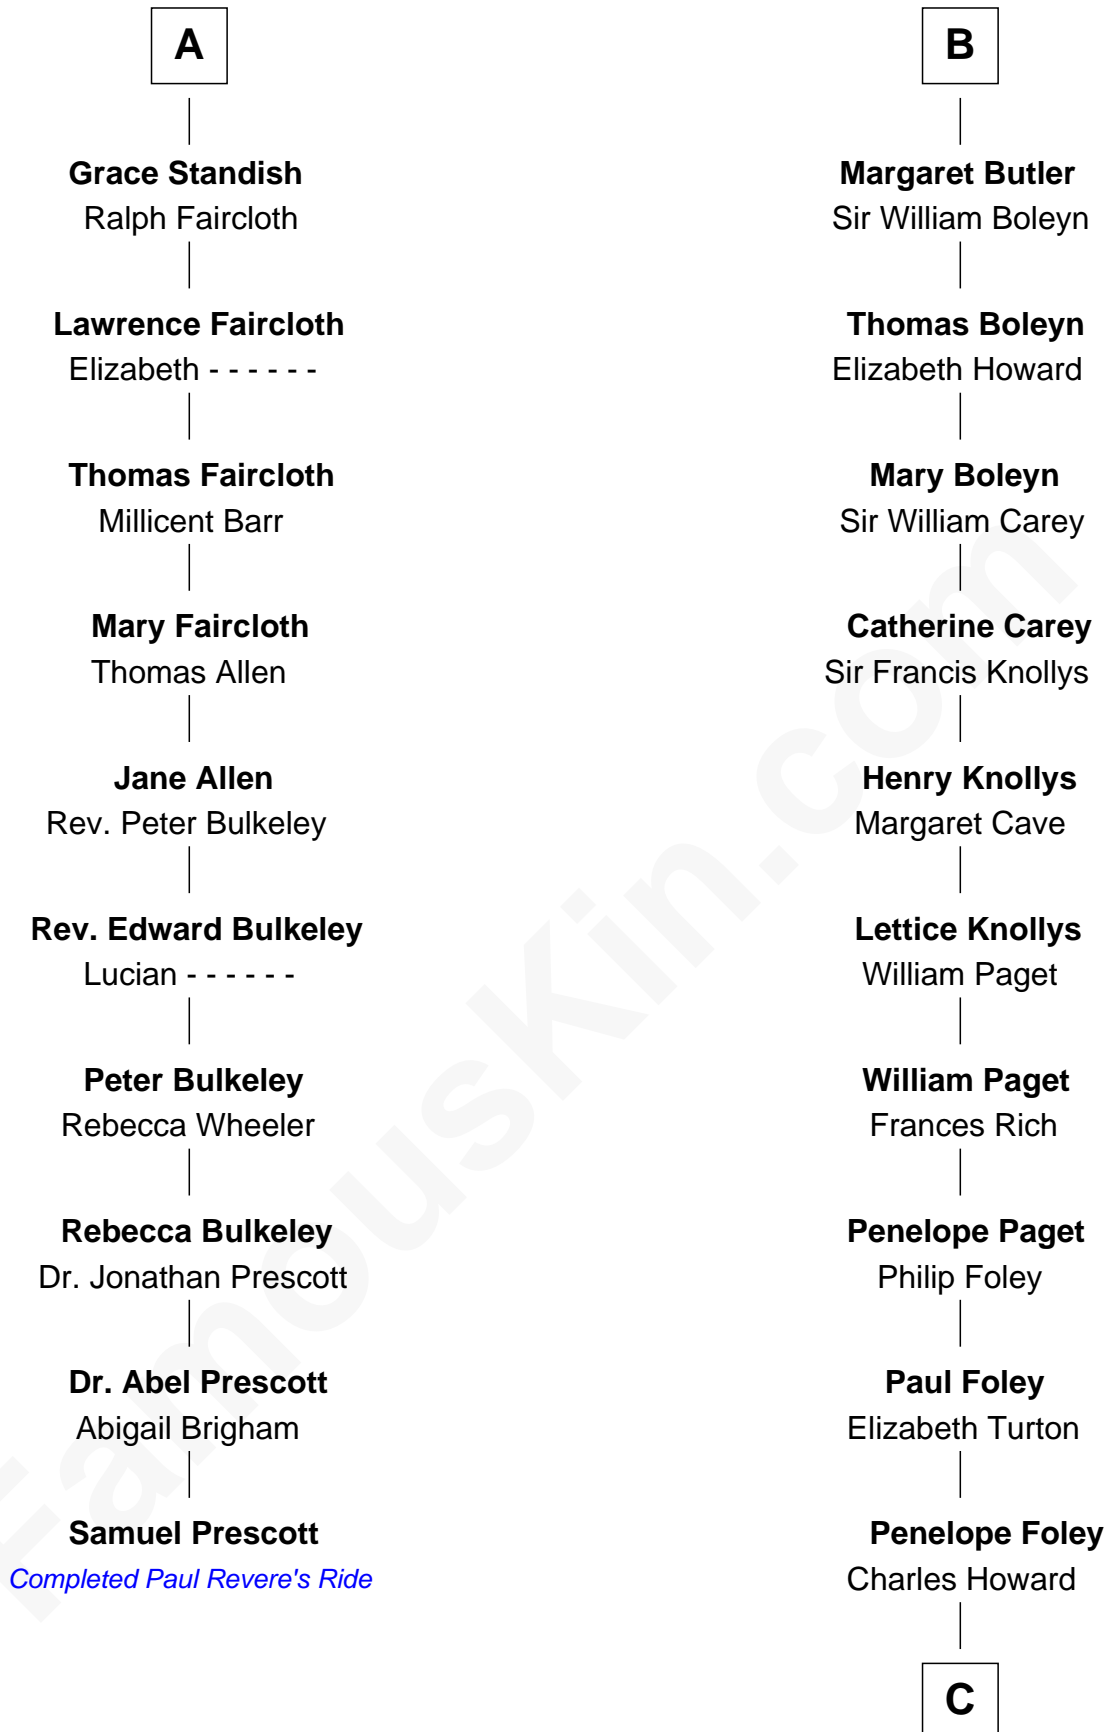 A
Grace Standish
Ralph Faircloth
Lawrence Faircloth
Elizabeth - - - - - -
Thomas Faircloth
Millicent Barr
Mary Faircloth
Thomas Allen
Jane Allen
Rev. Peter Bulkeley
Rev. Edward Bulkeley
Lucian - - - - - -
Peter Bulkeley
Rebecca Wheeler
Rebecca Bulkeley
Dr. Jonathan Prescott
Dr. Abel Prescott
Abigail Brigham
Samuel Prescott
Completed Paul Revere's Ride
B
Margaret Butler
Sir William Boleyn
Thomas Boleyn
Elizabeth Howard
Mary Boleyn
Sir William Carey
Catherine Carey
Sir Francis Knollys
Henry Knollys
Margaret Cave
Lettice Knollys
William Paget
William Paget
Frances Rich
Penelope Paget
Philip Foley
Paul Foley
Elizabeth Turton
Penelope Foley
Charles Howard
C
FamousKin.com